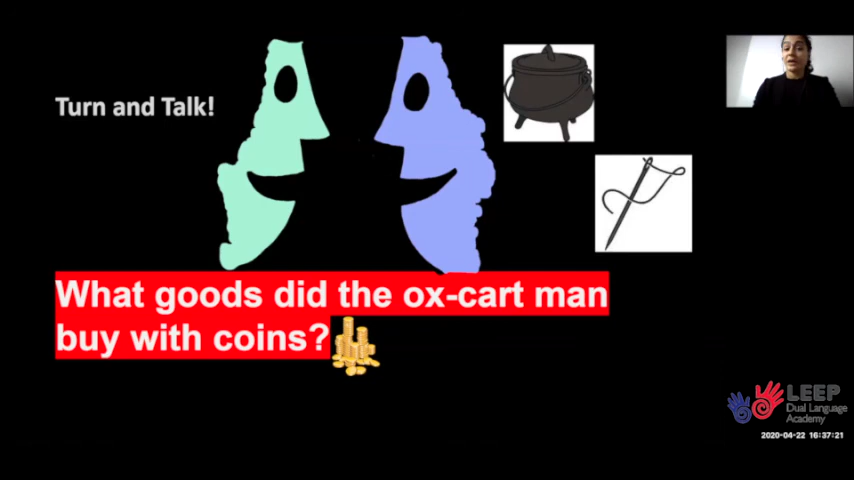 Turn and Talk!
What goods did the ox-cart man
buy with coins?
LEEP
Dual Language
Academy
2020-04-22 16:37:21